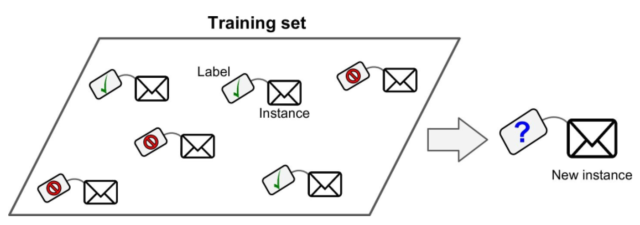 Training set
Label
Instance
?
New instance